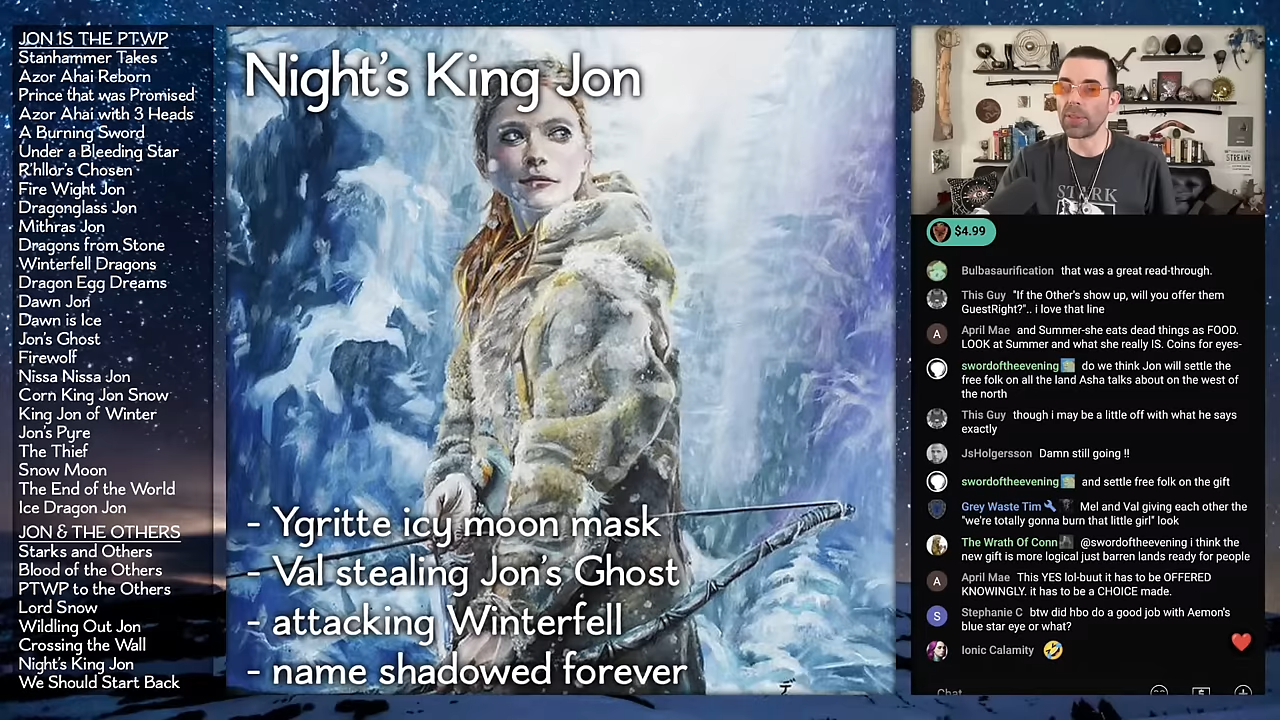 JON IS THE PTWP
Stanhammer Takes
Azor Ahai Reborn
Prince that was Promised
Azor Ahai with 3 Heads
A Burning Sword
Under a Bleeding Star
R'hllor's Chosen
Fire Wight Jon
Dragonglass Jon
Mithras Jon
Dragons from Stone
Winterfell Dragons
Dragon Egg Dreams
Dawn Jon
Dawn is Ice
Jon's Ghost
Firewolf
Nissa Nissa Jon
Corn King Jon Snow
King Jon of Winter
Jon's Pyre
The Thief
Snow Moon
The End of the World
Ice Dragon Jon
JON & THE OTHERS
Starks and Others
Blood of the Others
PTWP to the Others
Lord Snow
Wildling Out Jon
Crossing the Wall
Night's King Jon
We Should Start Back
Night's King Jon
- Ygritte icy moon mask
- Val stealing Jon's Ghost
- attacking Winterfell
- name shadowed forever
デ
STARK
STREAMR
$4.99
Bulbasaurification that was a great read-through.
This Guy "If the Other's show up, will you offer them
GuestRight?".. i love that line
A
April Mae and Summer-she eats dead things as FOOD.
LOOK at Summer and what she really IS. Coins for eyes-
swordoftheevening do we think Jon will settle the
free folk on all the land Asha talks about on the west of
the north
This Guy though i may be a little off with what he says
exactly
JsHolgersson Damn still going !!
swordoftheevening and settle free folk on the gift
Grey Waste Tim Mel and Val giving each other the
"we're totally gonna burn that little girl" look
The Wrath Of Conn @swordoftheevening i think the
new gift is more logical just barren lands ready for people
A
April Mae This YES lol-buut it has to be OFFERED
KNOWINGLY. it has to be a CHOICE made.
S
Stephanie C btw did hbo do a good job with Aemon's
blue star eye or what?
Ionic Calamity 🤣
Chat